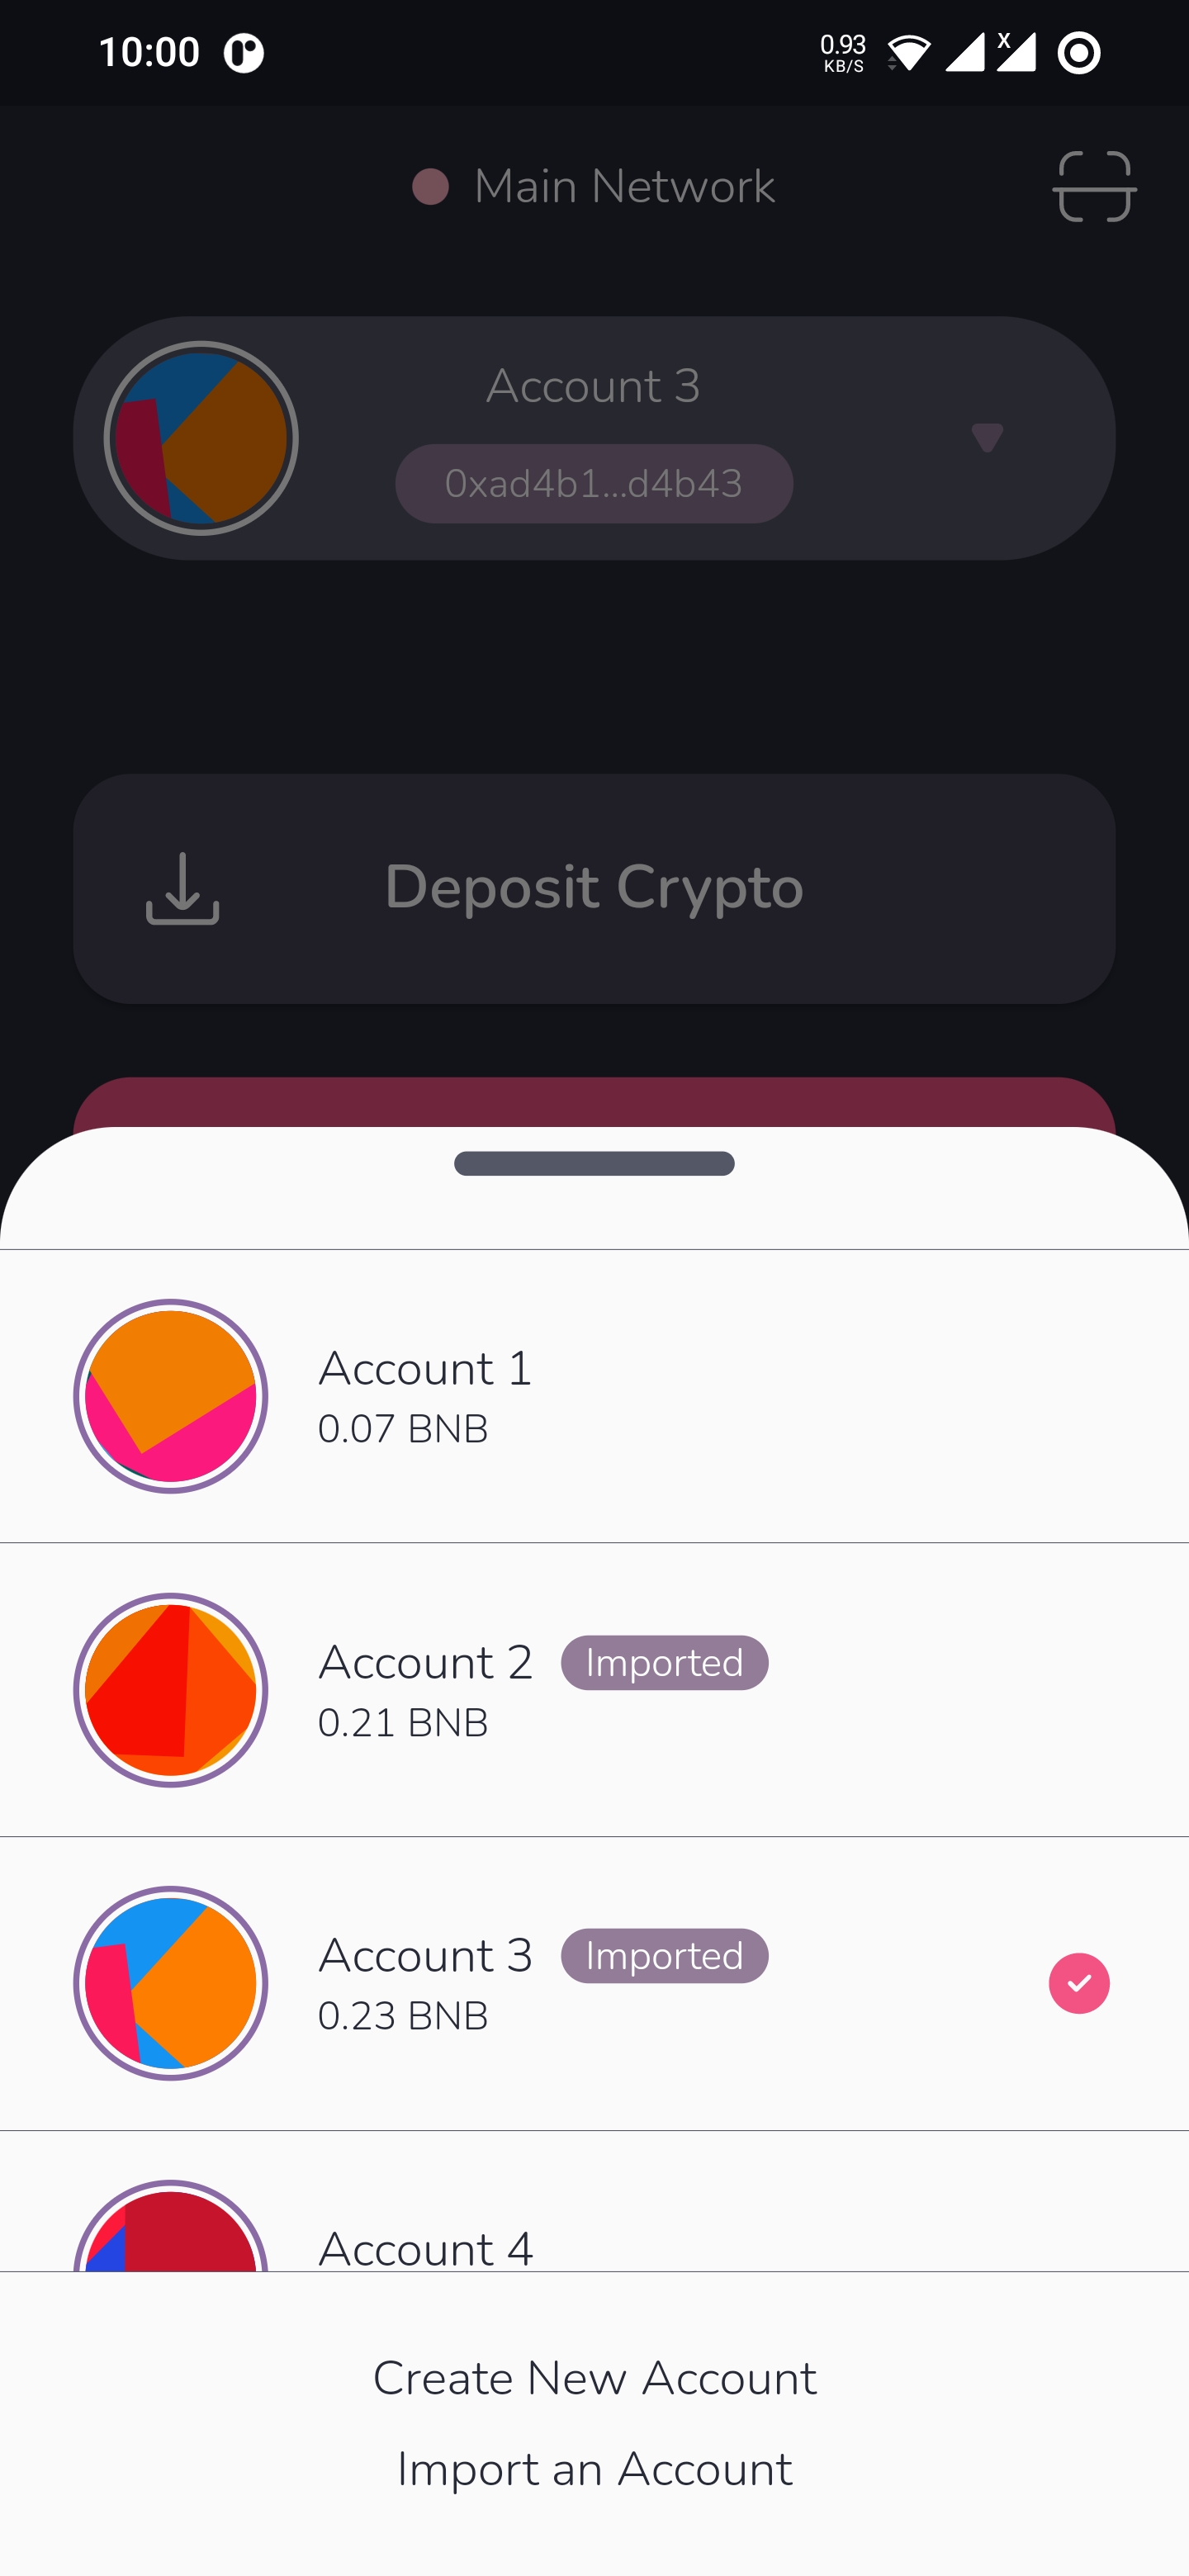 10:00
0.93
KB/S
X
Main Network
Account 3
0xad4b1...d4b43
Deposit Crypto
Account 1
0.07 BNB
Account 2 Imported
0.21 BNB
Account 3 Imported
0.23 BNB
Account 4
Create New Account
Import an Account